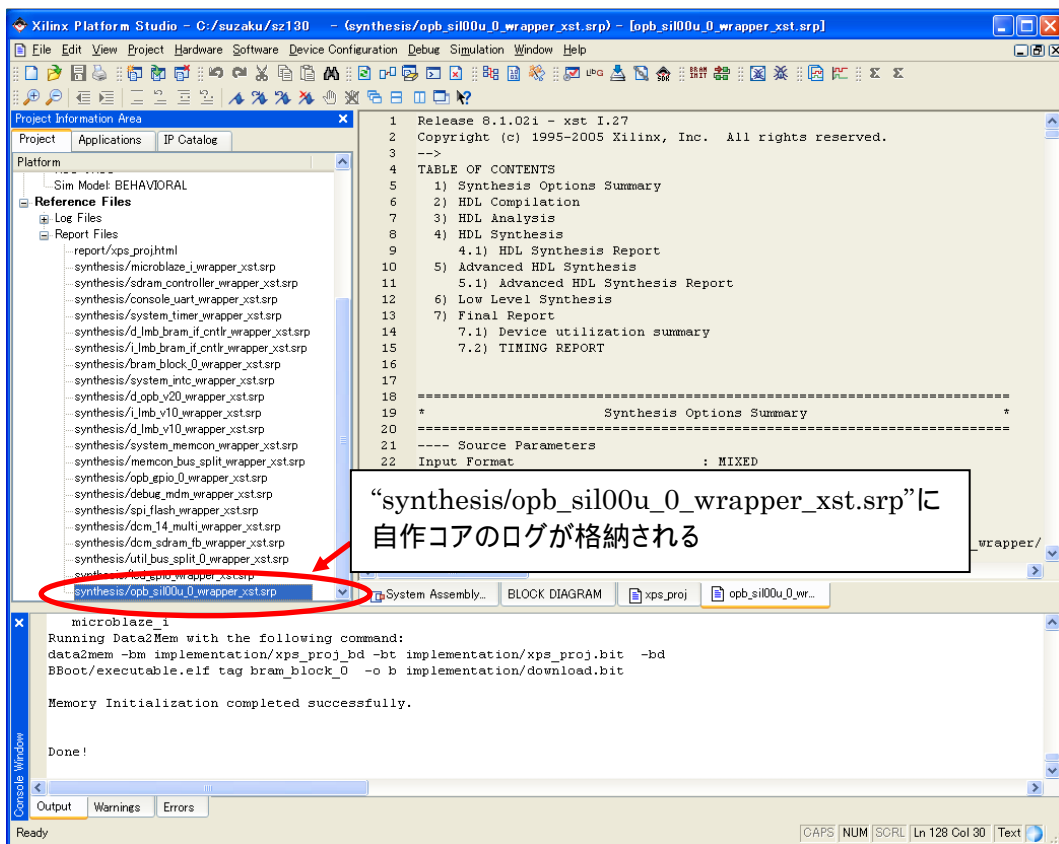 Xilinx Platform Studio - C:/suzaku/sz130 - (synthesis/opb_sil00u_0_wrapper_xst.srp) - [opb_sil00u_0_wrapper_xst.srp]
File Edit View Project Hardware Software Device Configuration Debug Simulation Window Help
Project Information Area
Project Applications IP Catalog
Platform
Sim Model: BEHAVIORAL
Reference Files
Log Files
Report Files
report/xps_proj.html
synthesis/microblaze_i_wrapper_xst.srp
synthesis/sdram_controller_wrapper_xst.srp
synthesis/console_uart_wrapper_xst.srp
synthesis/system_timer_wrapper_xst.srp
synthesis/d_lmb_bram_if_cntlr_wrapper_xst.srp
synthesis/i_lmb_bram_if_cntlr_wrapper_xst.srp
synthesis/bram_block_0_wrapper_xst.srp
synthesis/system_intc_wrapper_xst.srp
synthesis/d_opb_v20_wrapper_xst.srp
synthesis/i_lmb_v10_wrapper_xst.srp
synthesis/d_lmb_v10_wrapper_xst.srp
synthesis/system_memcon_wrapper_xst.srp
synthesis/memcon_bus_split_wrapper_xst.srp
synthesis/opb_gpio_0_wrapper_xst.srp
synthesis/debug_mdm_wrapper_xst.srp
synthesis/spi_flash_wrapper_xst.srp
synthesis/dcm_14_multi_wrapper_xst.srp
synthesis/dcm_sdram_fb_wrapper_xst.srp
synthesis/util_bus_split_0_wrapper_xst.srp
synthesis/led_gpio_wrapper_xst.srp
synthesis/opb_sil00u_0_wrapper_xst.srp
1 Release 8.1.02i - xst I.27
2 Copyright (c) 1995-2005 Xilinx, Inc. All rights reserved.
3 -->
4 TABLE OF CONTENTS
5 1) Synthesis Options Summary
6 2) HDL Compilation
7 3) HDL Analysis
8 4) HDL Synthesis
9 4.1) HDL Synthesis Report
10 5) Advanced HDL Synthesis
11 5.1) Advanced HDL Synthesis Report
12 6) Low Level Synthesis
13 7) Final Report
14 7.1) Device utilization summary
15 7.2) TIMING REPORT
16
17
18 =========================================================================
19 * Synthesis Options Summary *
20 =========================================================================
21 ---- Source Parameters
22 Input Format : MIXED
“synthesis/opb_sil00u_0_wrapper_xst.srp”に
自作コアのログが格納される
_wrapper/
System Assembly... BLOCK DIAGRAM xps_proj opb_sil00u_0_wr...
microblaze_i
Running Data2Mem with the following command:
data2mem -bm implementation/xps_proj_bd -bt implementation/xps_proj.bit -bd
BBoot/executable.elf tag bram_block_0 -o b implementation/download.bit
Memory Initialization completed successfully.
Done!
Console Window
Output Warnings Errors
Ready
CAPS NUM SCRL Ln 128 Col 30 Text